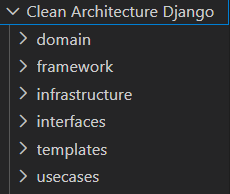 Clean Architecture Django
domain
framework
infrastructure
interfaces
templates
usecases